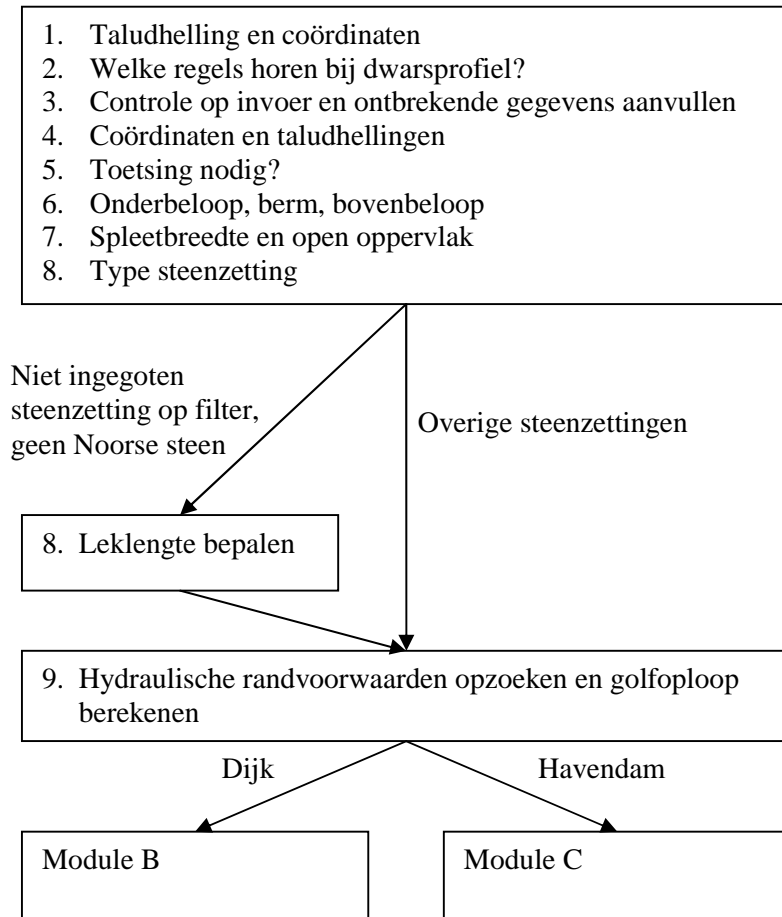 1. Taludhelling en coördinaten
2. Welke regels horen bij dwarsprofiel?
3. Controle op invoer en ontbrekende gegevens aanvullen
4. Coördinaten en taludhellingen
5. Toetsing nodig?
6. Onderbeloop, berm, bovenbeloop
7. Spleetbreedte en open oppervlak
8. Type steenzetting
Niet ingegoten
steenzetting op filter,
geen Noorse steen
Overige steenzettingen
8. Leklengte bepalen
9. Hydraulische randvoorwaarden opzoeken en golfoploop
berekenen
Dijk
Havendam
Module B
Module C